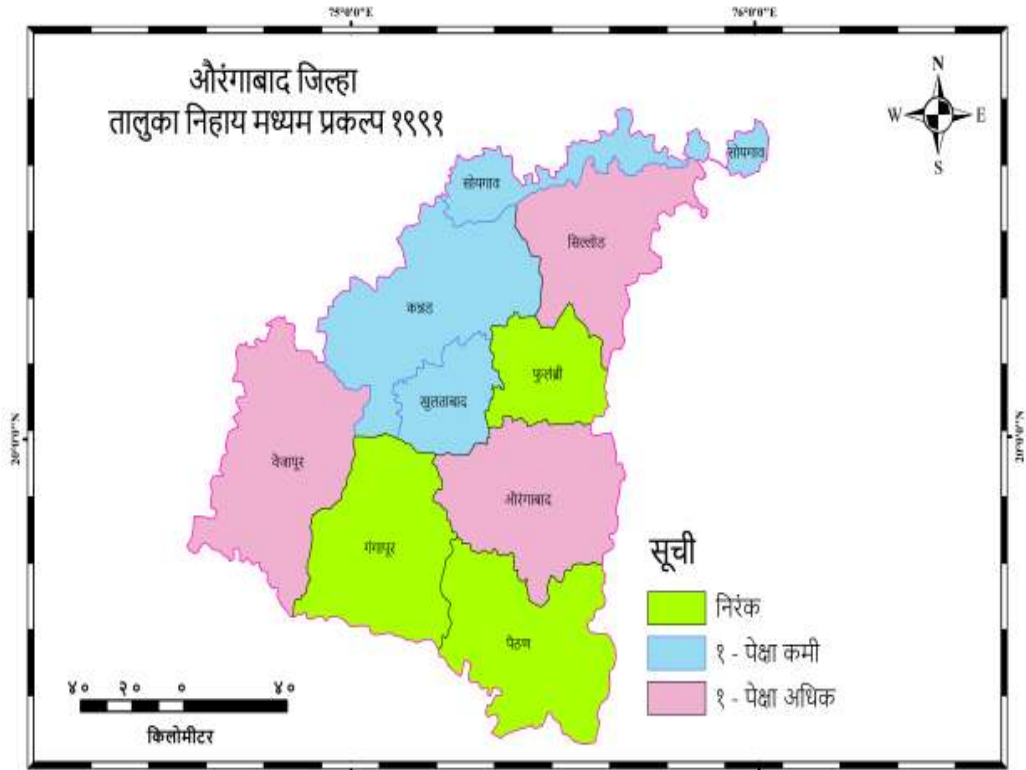 75°0'0"E
76°0'0"E
औरंगाबाद जिल्हा
तालुका निहाय मध्यम प्रकल्प १९९१
N
W
E
S
सोयगाव
सोयगाव
सिल्लोड
कन्नड
फुलंब्री
खुलताबाद
20°0'0"N
20°0'0"N
वेजापूर
औरंगाबाद
गंगापूर
पैठण
सूची
निरंक
१ - पेक्षा कमी
१ - पेक्षा अधिक
४० २० ० ४०
किलोमीटर